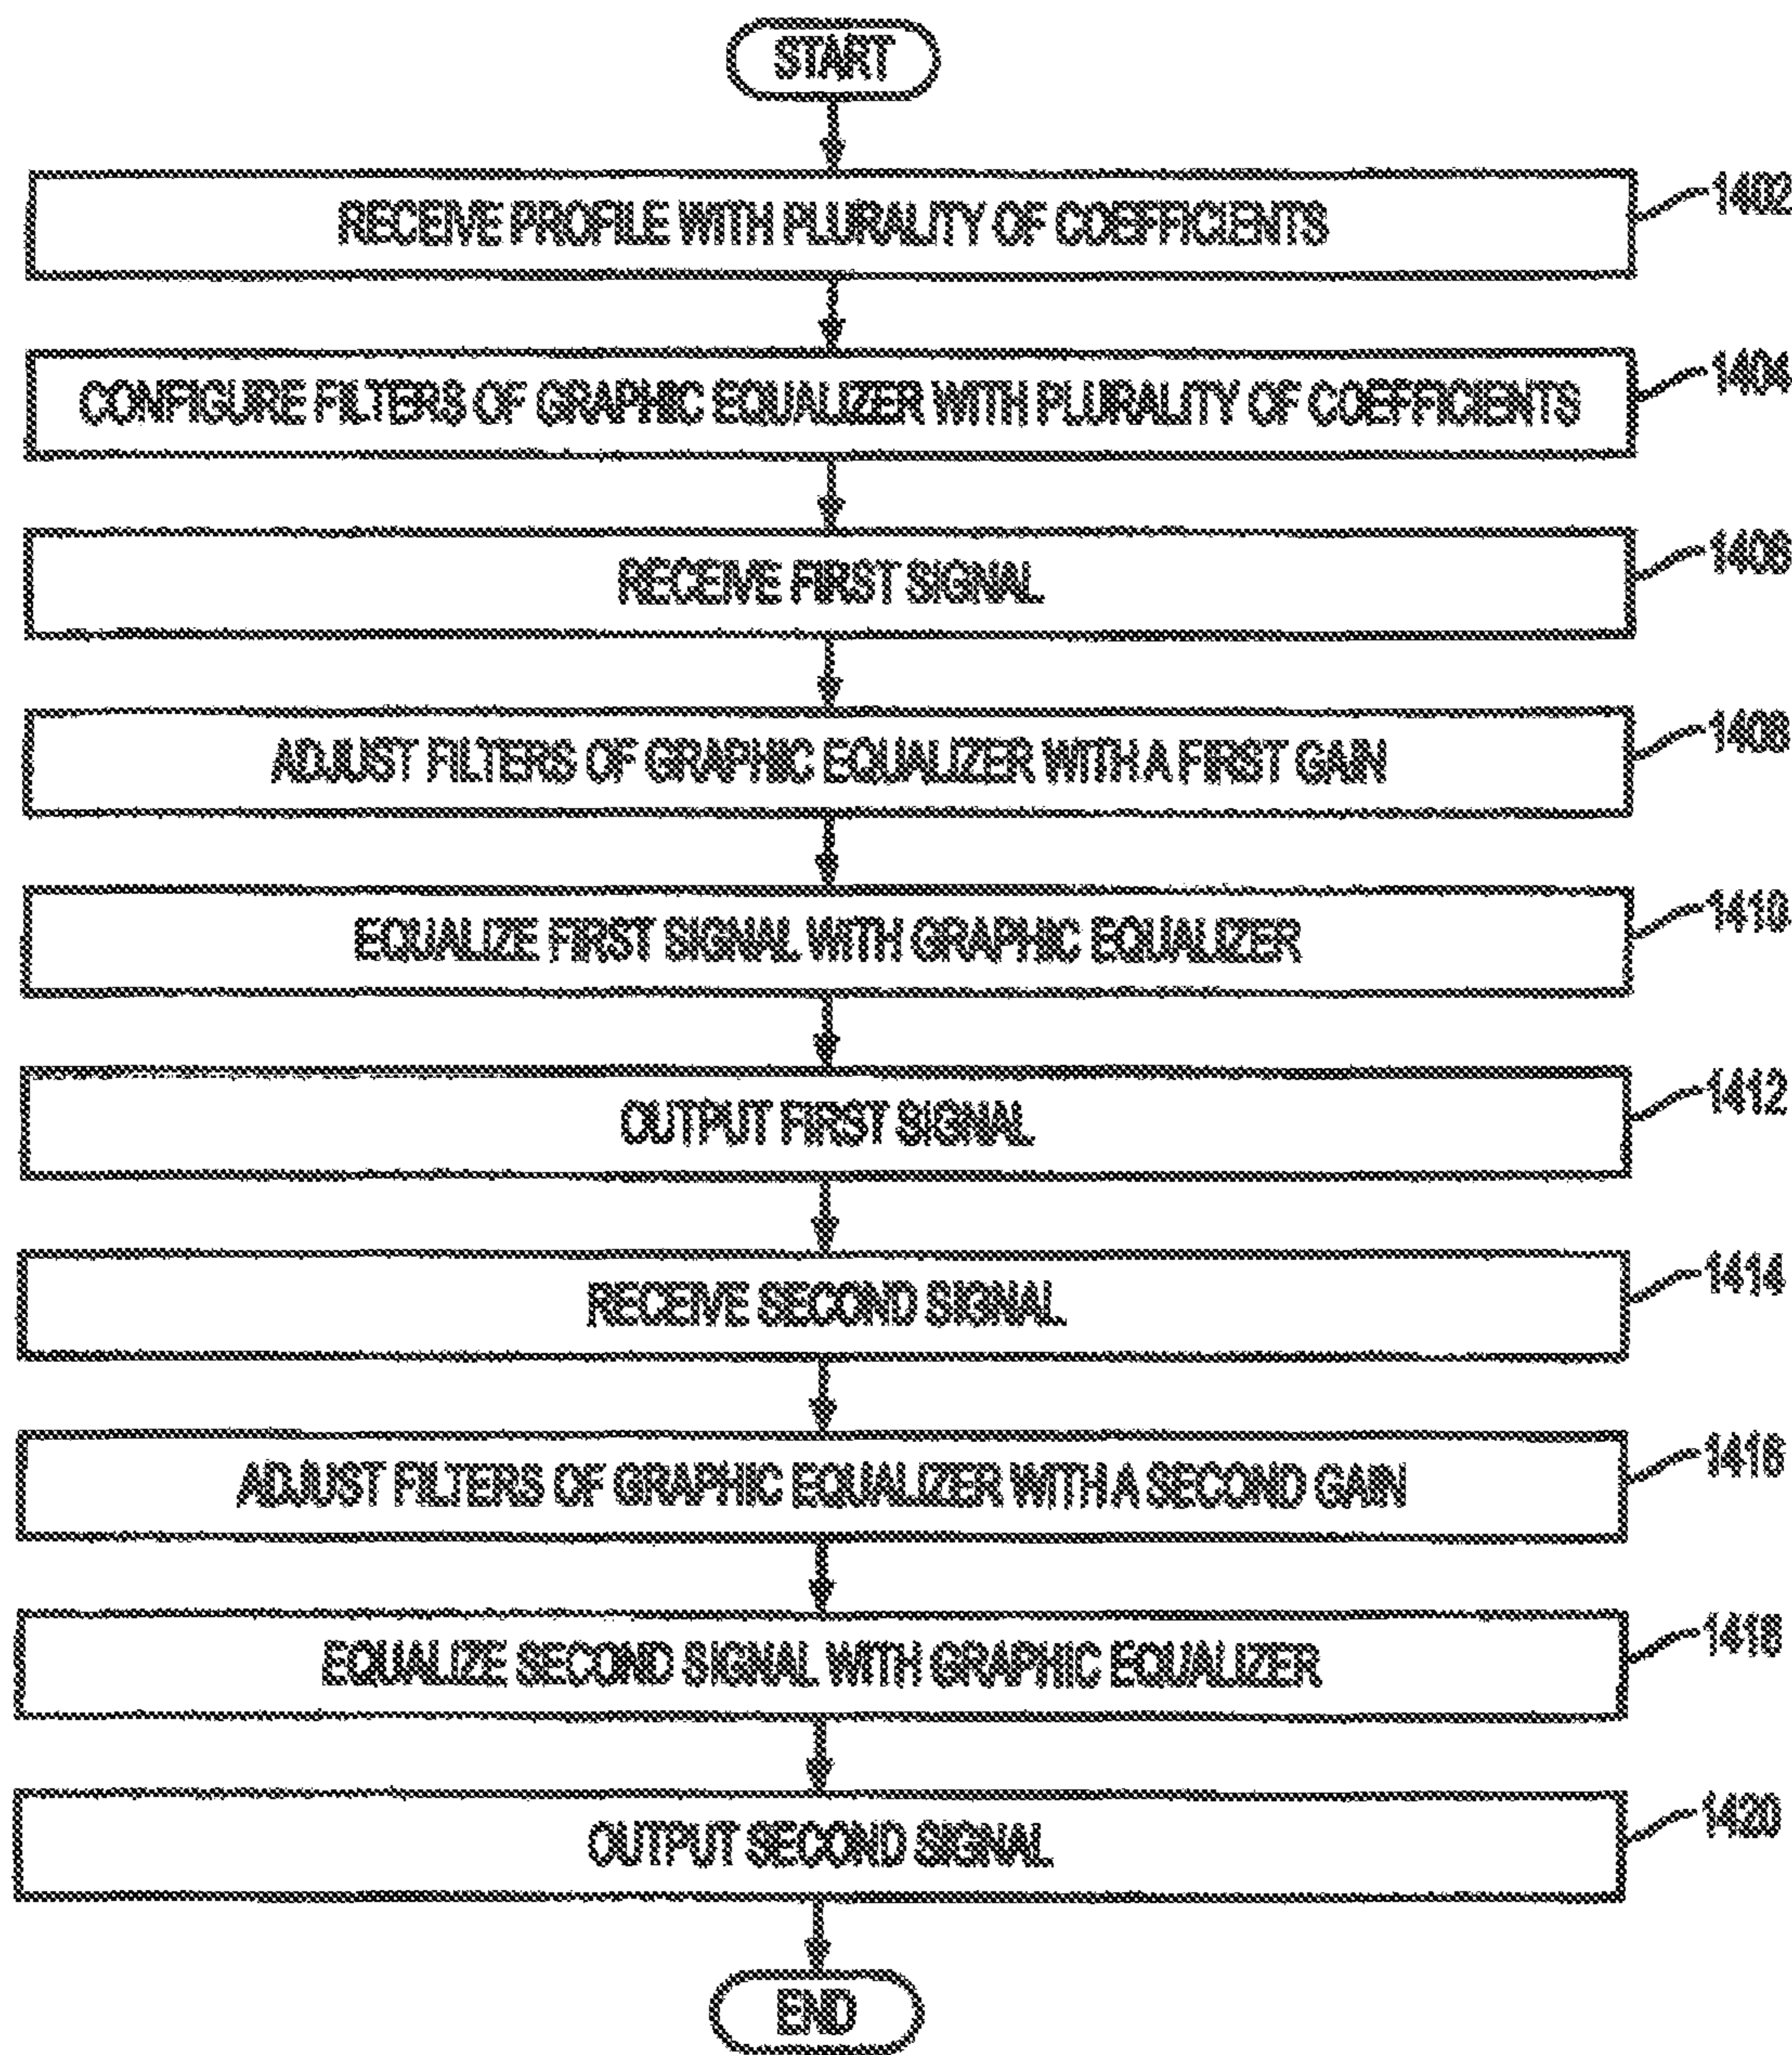 START
RECEIVE PROFILE WITH PLURALITY OF COEFFICIENTS
1402
CONFIGURE FILTERS OF GRAPHIC EQUALIZER WITH PLURALITY OF COEFFICIENTS
1404
RECEIVE FIRST SIGNAL
1406
ADJUST FILTERS OF GRAPHIC EQUALIZER WITH A FIRST GAIN
1408
EQUALIZE FIRST SIGNAL WITH GRAPHIC EQUALIZER
1410
OUTPUT FIRST SIGNAL
1412
RECEIVE SECOND SIGNAL
1414
ADJUST FILTERS OF GRAPHIC EQUALIZER WITH A SECOND GAIN
1416
EQUALIZE SECOND SIGNAL WITH GRAPHIC EQUALIZER
1418
OUTPUT SECOND SIGNAL
1420
END